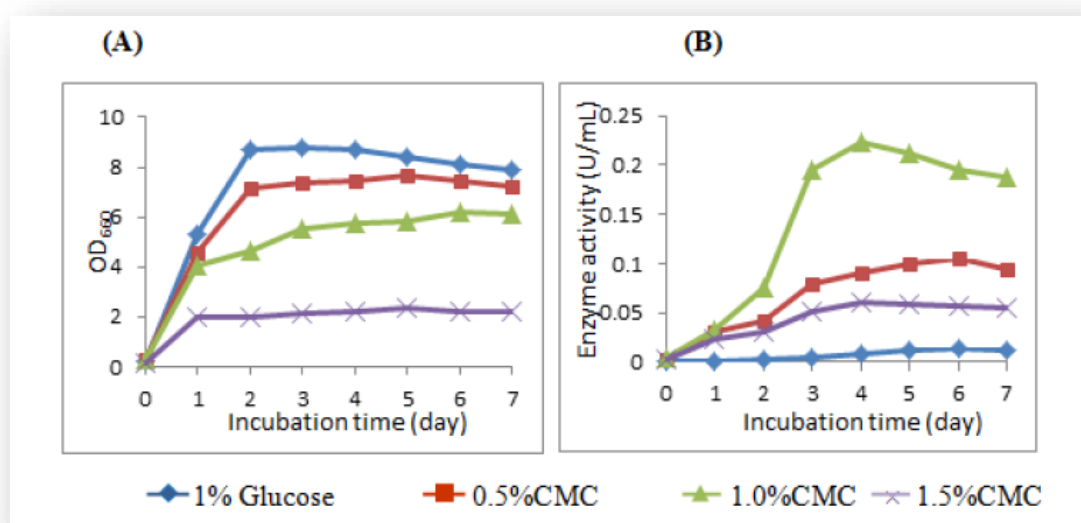 (A)
(B)
10
8
6
4
2
0
OD660
0 1 2 3 4 5 6 7
Incubation time (day)
0.25
0.2
0.15
0.1
0.05
0
Enzyme activity (U/mL)
0 1 2 3 4 5 6 7
Incubation time (day)
1% Glucose
0.5%CMC
1.0%CMC
1.5%CMC